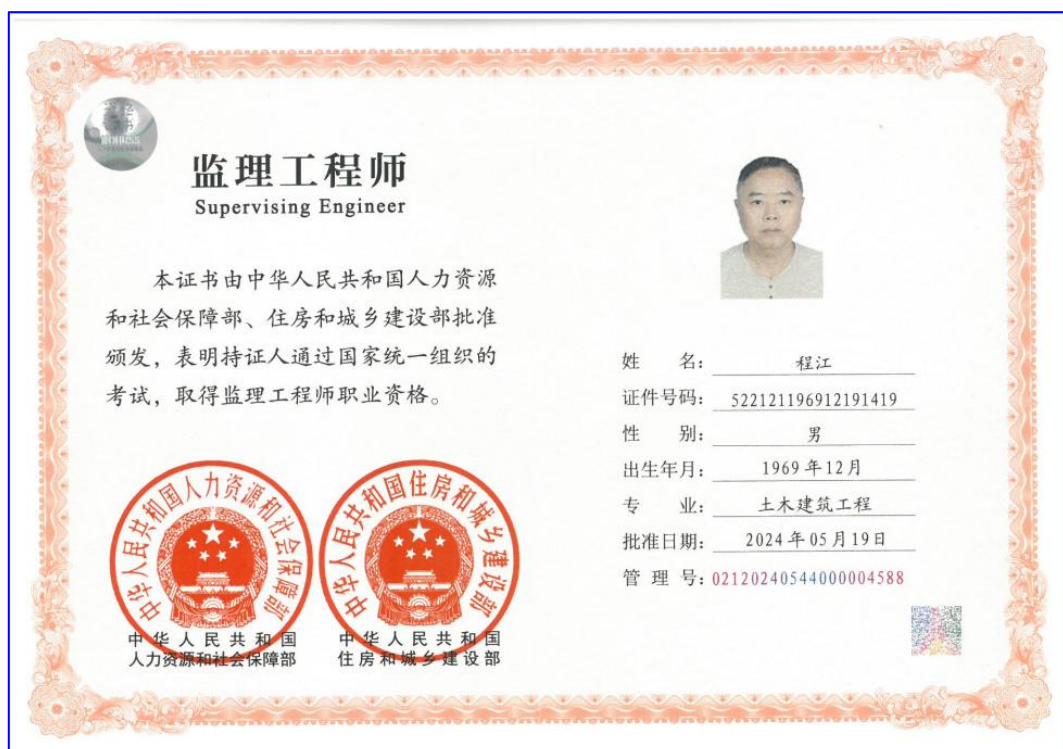 监理工程师
Supervising Engineer
本证书由中华人民共和国人力资源
和社会保障部、住房和城乡建设部批准
颁发，表明持证人通过国家统一组织的
考试，取得监理工程师职业资格。
中华人民共和国人力资源和社会保障部
中华人民共和国住房和城乡建设部
中华人民共和国
人力资源和社会保障部
中华人民共和国
住房和城乡建设部
姓 名： 程江
证件号码： 522121196912191419
性 别： 男
出生年月： 1969年12月
专 业： 土木建筑工程
批准日期： 2024年05月19日
管 理 号：02120240544000004588